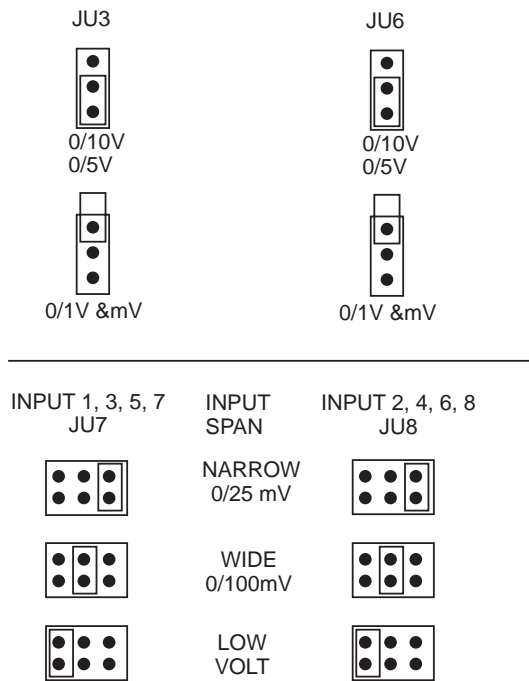 JU3
JU6
0/10V
0/5V
0/10V
0/5V
0/1V &mV
0/1V &mV
INPUT 1, 3, 5, 7
JU7
INPUT
SPAN
INPUT 2, 4, 6, 8
JU8
NARROW
0/25 mV
WIDE
0/100mV
LOW
VOLT